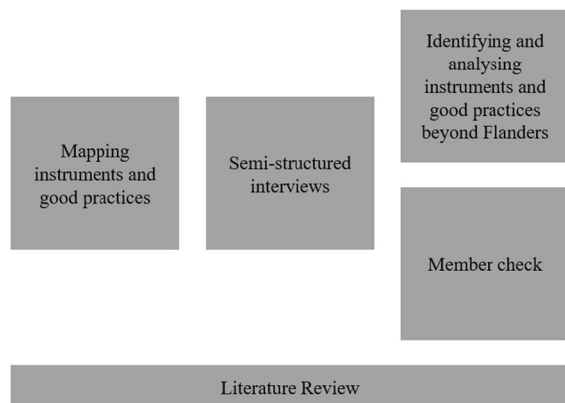 Mapping
instruments and
good practices
Semi-structured
interviews
Identifying and
analysing
instruments and
good practices
beyond Flanders
Member check
Literature Review